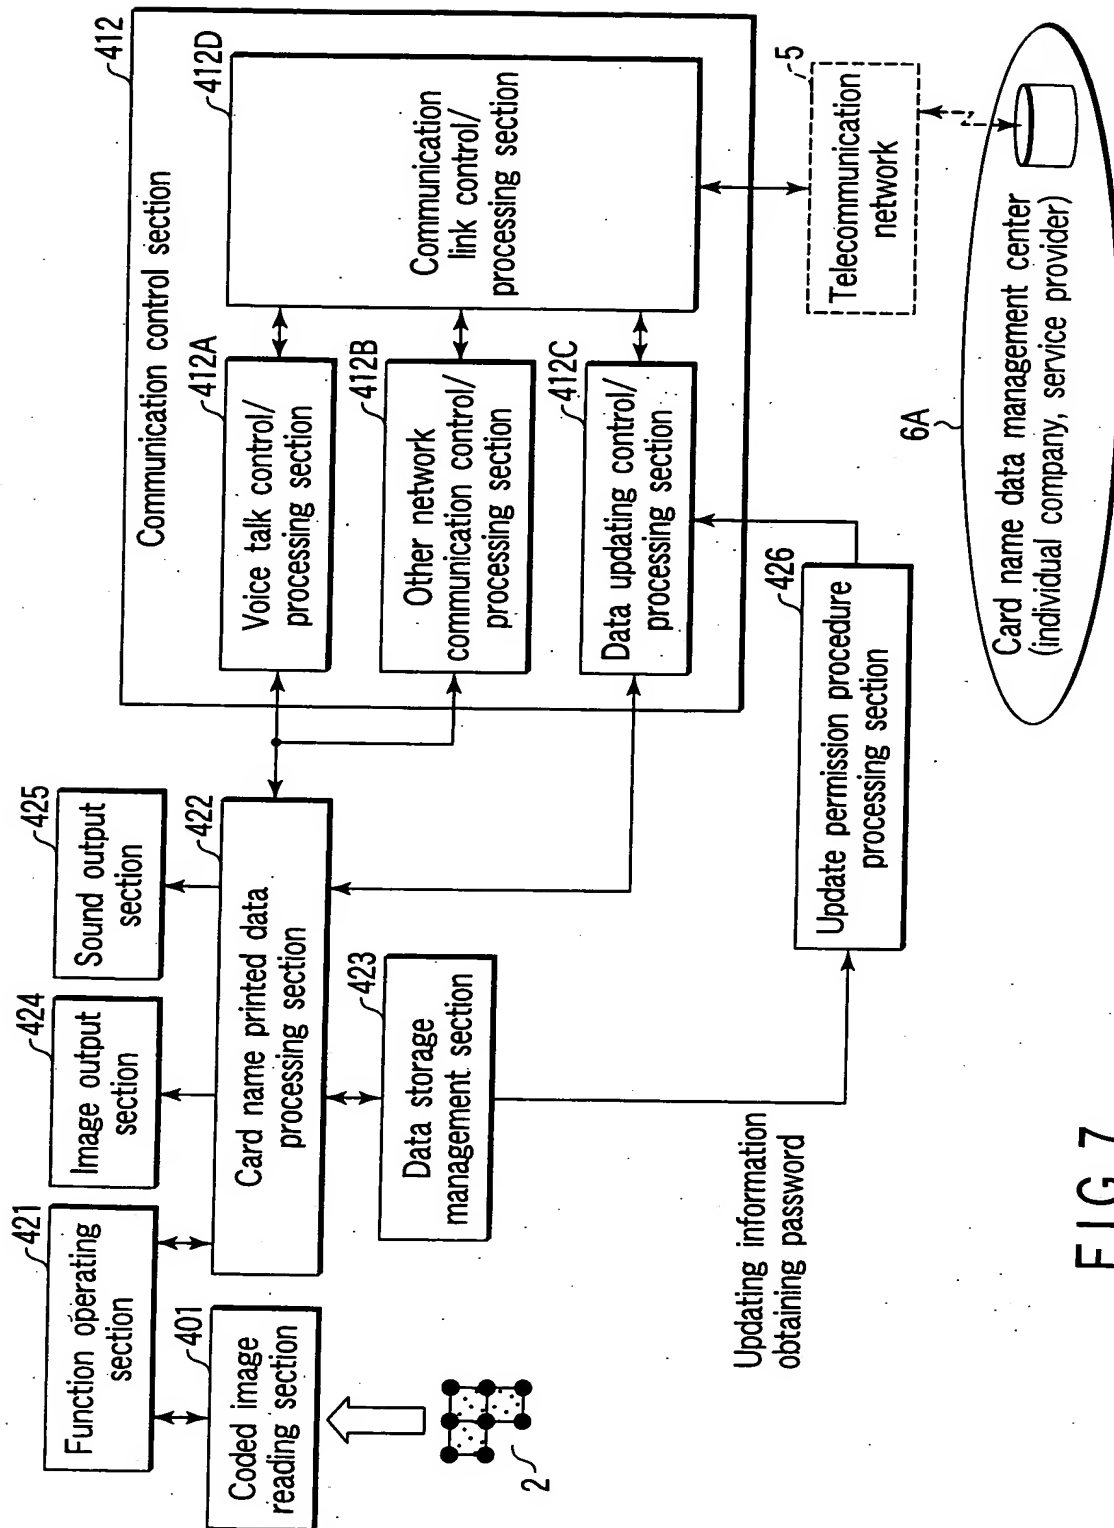 421
Function operating
section
401
Coded image
reading section
2
424
Image output
section
425
Sound output
section
422
Card name printed data
processing section
423
Data storage
management section
Updating information
obtaining password
412
Communication control section
412A
Voice talk control/
processing section
412B
Other network
communication control/
processing section
412C
Data updating control/
processing section
412D
Communication
link control/
processing section
426
Update permission procedure
processing section
5
Telecommunication
network
6A
Card name data management center
(individual company, service provider)
FIG. 7